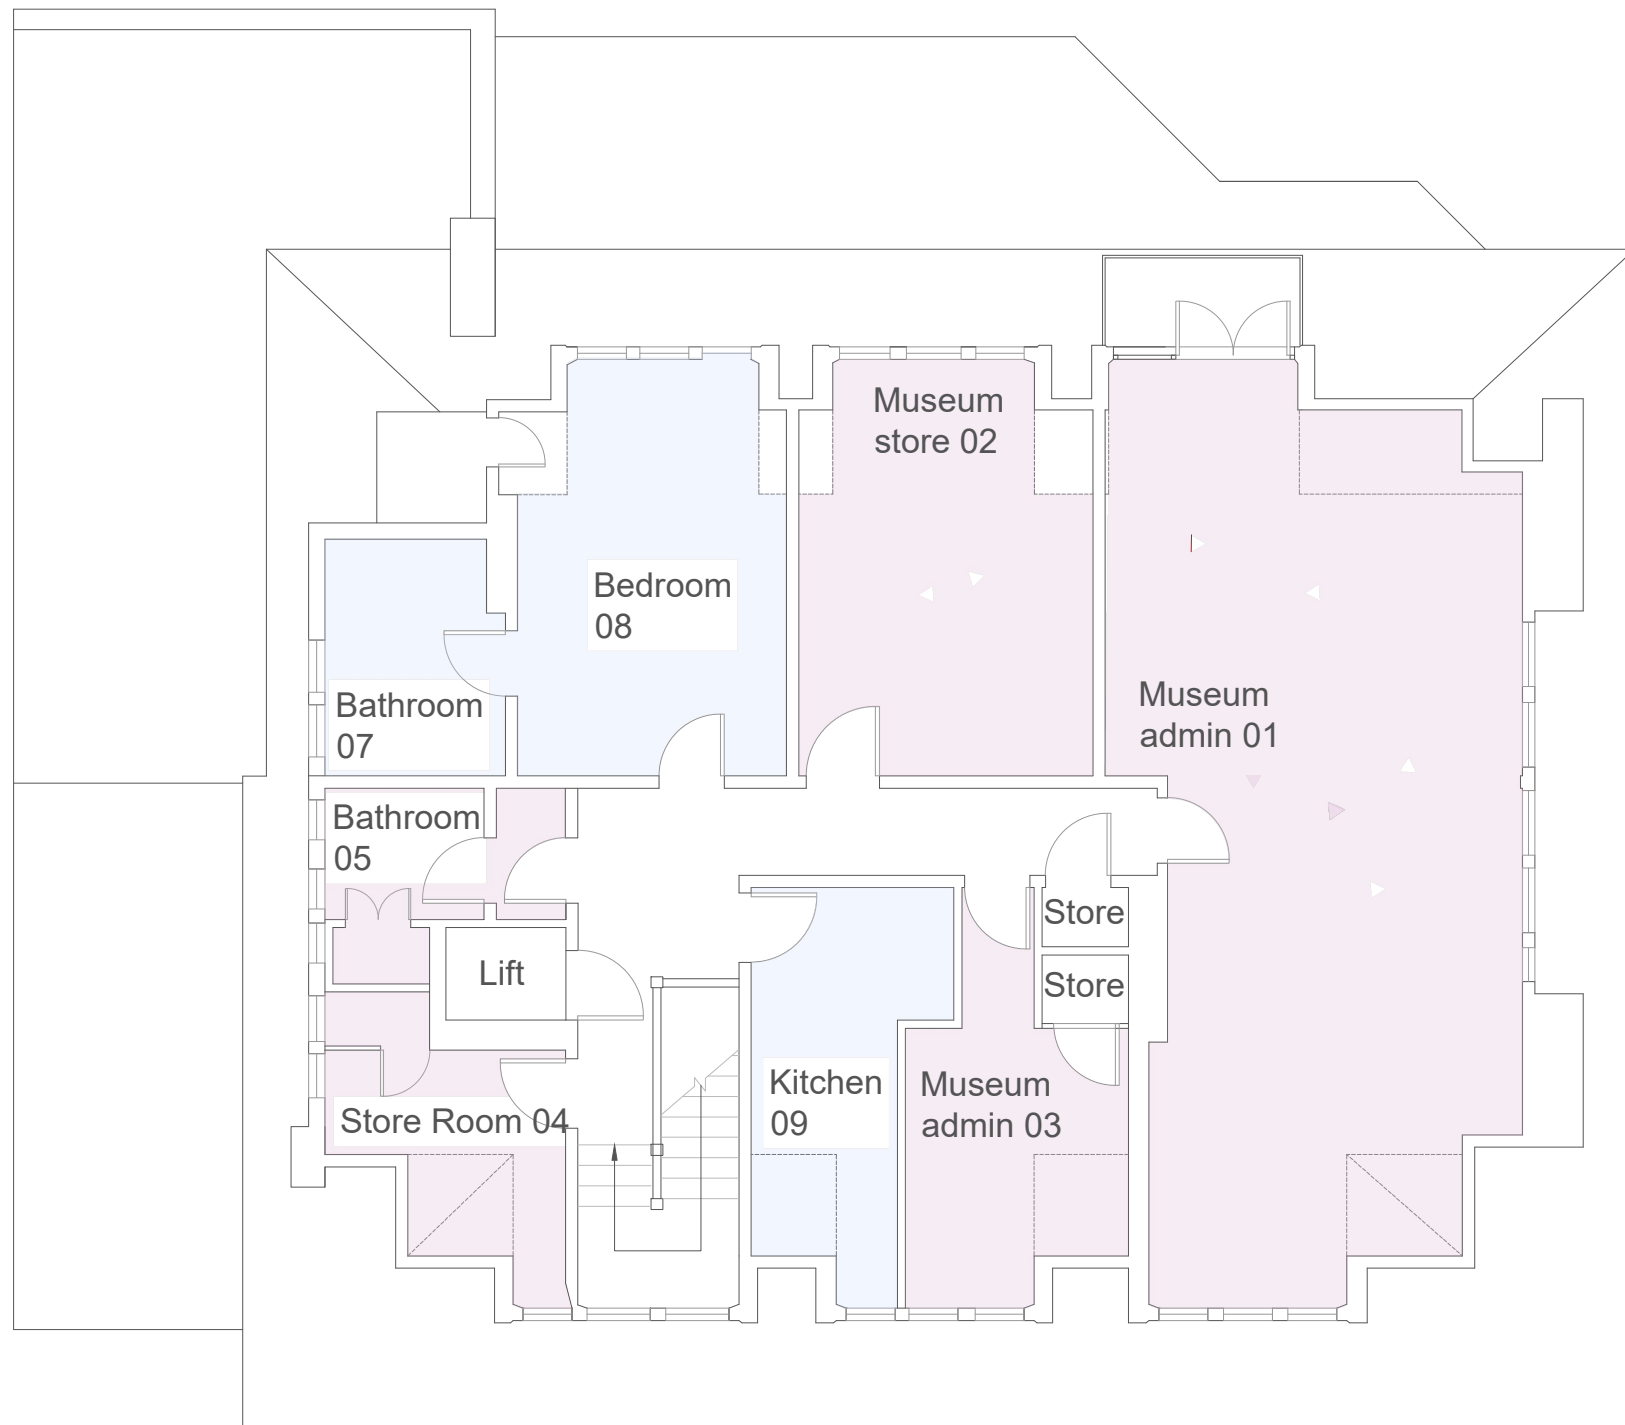 Museum
store 02
Bedroom
08
Museum
admin 01
Bathroom
07
Bathroom
05
Store
Lift
Store
Kitchen
09
Museum
admin 03
Store Room 04